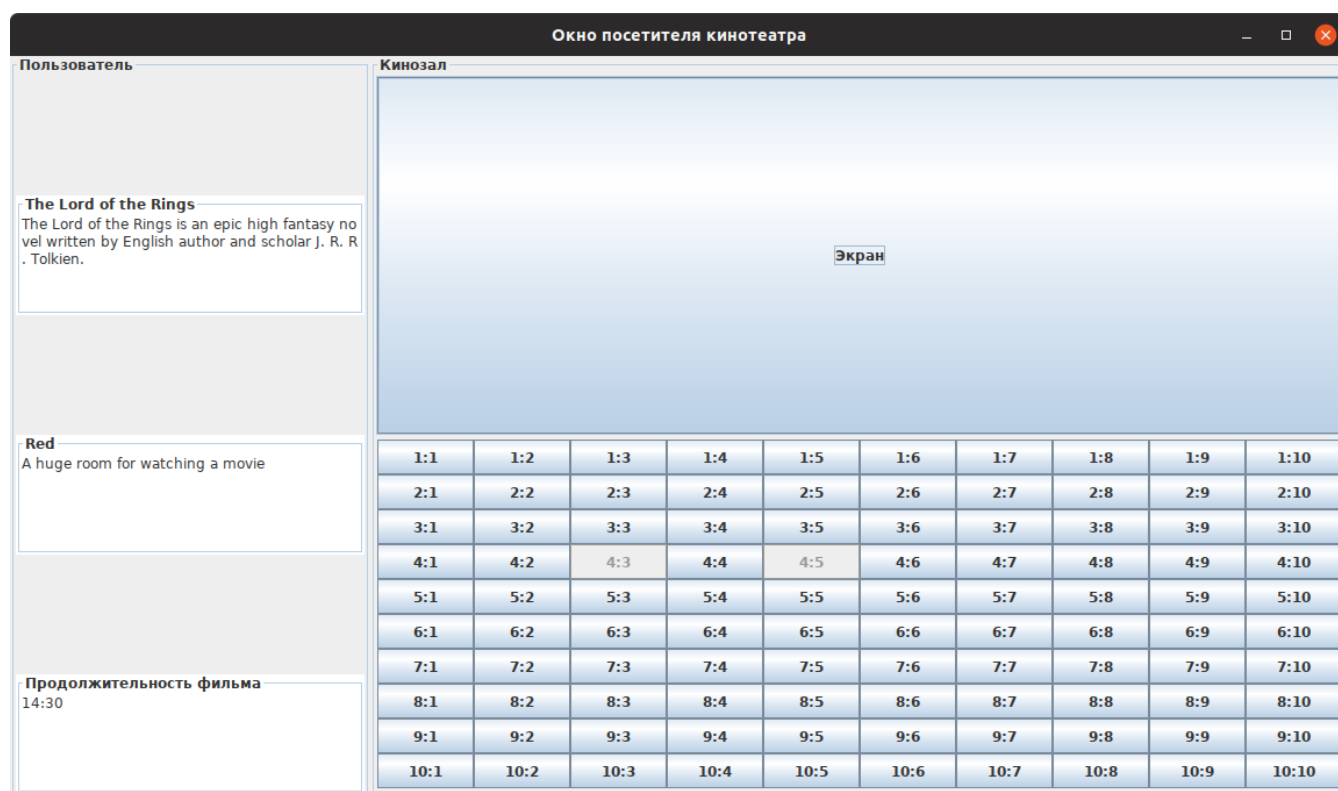 Окно посетителя кинотеатра
Пользователь
The Lord of the Rings
The Lord of the Rings is an epic high fantasy no
vel written by English author and scholar J. R. R
. Tolkien.
Red
A huge room for watching a movie
Продолжительность фильма
14:30
Кинозал
Экран
1:1 1:2 1:3 1:4 1:5 1:6 1:7 1:8 1:9 1:10
2:1 2:2 2:3 2:4 2:5 2:6 2:7 2:8 2:9 2:10
3:1 3:2 3:3 3:4 3:5 3:6 3:7 3:8 3:9 3:10
4:1 4:2 4:3 4:4 4:5 4:6 4:7 4:8 4:9 4:10
5:1 5:2 5:3 5:4 5:5 5:6 5:7 5:8 5:9 5:10
6:1 6:2 6:3 6:4 6:5 6:6 6:7 6:8 6:9 6:10
7:1 7:2 7:3 7:4 7:5 7:6 7:7 7:8 7:9 7:10
8:1 8:2 8:3 8:4 8:5 8:6 8:7 8:8 8:9 8:10
9:1 9:2 9:3 9:4 9:5 9:6 9:7 9:8 9:9 9:10
10:1 10:2 10:3 10:4 10:5 10:6 10:7 10:8 10:9 10:10